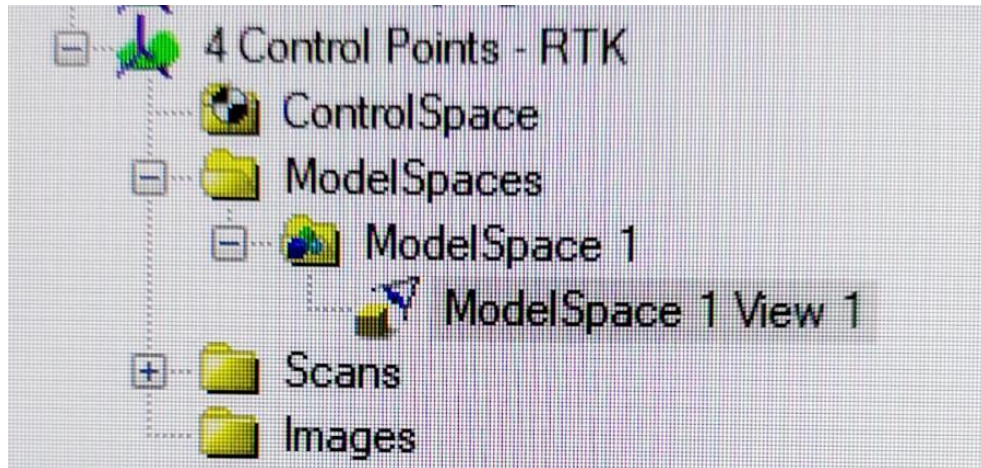 4 Control Points - RTK
ControlSpace
ModelSpaces
ModelSpace 1
ModelSpace 1 View 1
Scans
Images